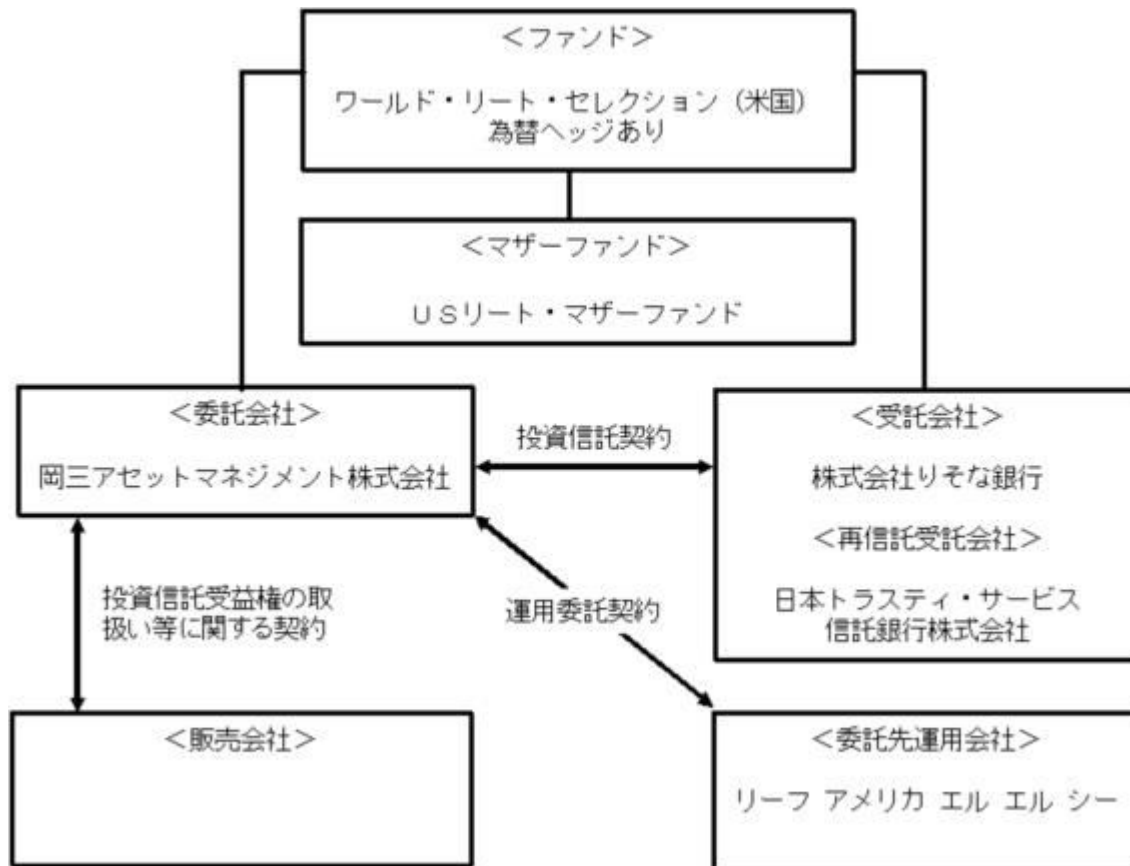 ＜ファンド＞
ワールド・リート・セレクション（米国）
為替ヘッジあり
＜マザーファンド＞
ＵＳリート・マザーファンド
＜委託会社＞
岡三アセットマネジメント株式会社
投資信託契約
＜受託会社＞
株式会社りそな銀行
＜再信託受託会社＞
日本トラスティ・サービス
信託銀行株式会社
投資信託受益権の取
扱い等に関する契約
運用委託契約
＜販売会社＞
＜委託先運用会社＞
リーフ アメリカ エル エル シー